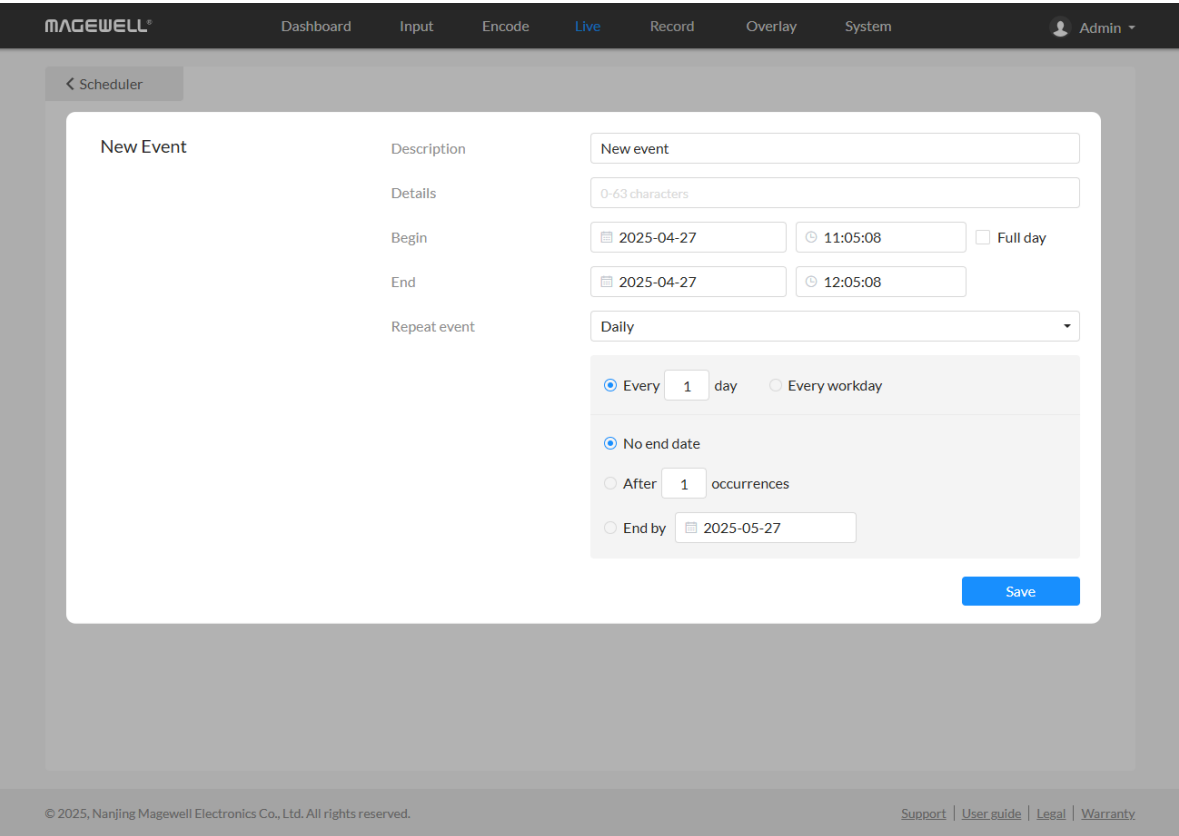 MAGEWELL® Dashboard Input Encode Live Record Overlay System Admin
Scheduler
New Event
Description New event
Details 0-63 characters
Begin 2025-04-27 11:05:08 Full day
End 2025-04-27 12:05:08
Repeat event Daily
Every 1 day Every workday
No end date
After 1 occurrences
End by 2025-05-27
Save
© 2025, Nanjing Magewell Electronics Co., Ltd. All rights reserved. Support | User guide | Legal | Warranty